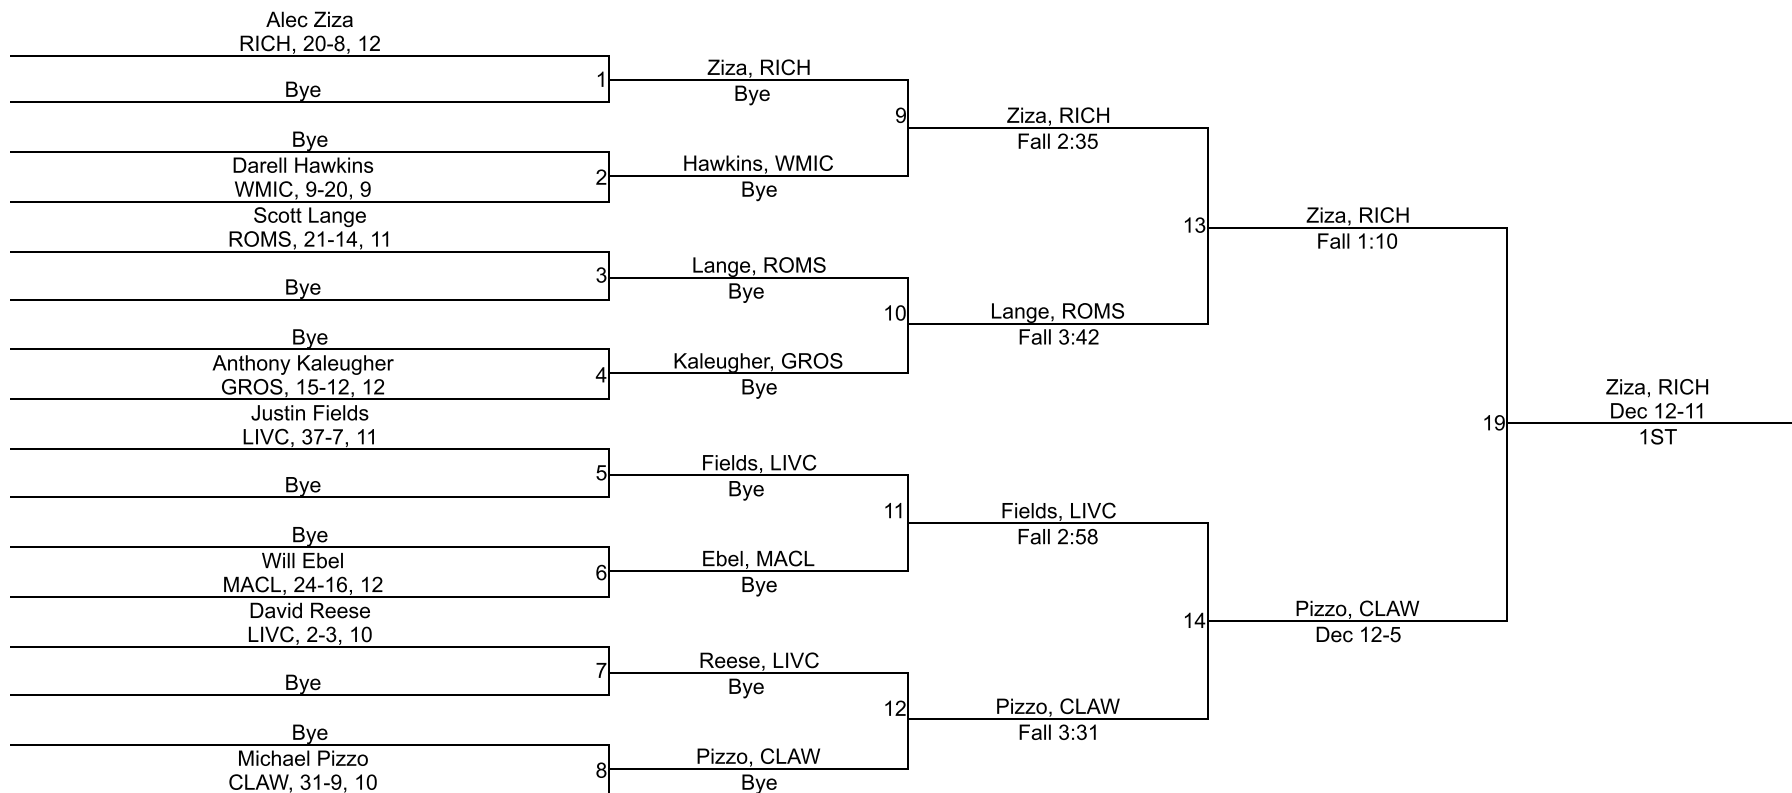 Alec Ziza
RICH, 20-8, 12
Bye
1
Bye
Darell Hawkins
WMIC, 9-20, 9
2
Scott Lange
ROMS, 21-14, 11
Bye
3
Bye
Anthony Kaleugher
GROS, 15-12, 12
4
Justin Fields
LIVC, 37-7, 11
Bye
5
Bye
Will Ebel
MACL, 24-16, 12
6
David Reese
LIVC, 2-3, 10
Bye
7
Bye
Michael Pizzo
CLAW, 31-9, 10
8
Ziza, RICH
Bye
9
Hawkins, WMIC
Bye
Lange, ROMS
Bye
10
Kaleugher, GROS
Bye
Fields, LIVC
Bye
11
Ebel, MACL
Bye
Reese, LIVC
Bye
12
Pizzo, CLAW
Bye
Ziza, RICH
Fall 2:35
13
Lange, ROMS
Fall 3:42
Fields, LIVC
Fall 2:58
14
Pizzo, CLAW
Fall 3:31
Ziza, RICH
Fall 1:10
19
Pizzo, CLAW
Dec 12-5
Ziza, RICH
Dec 12-11
1ST